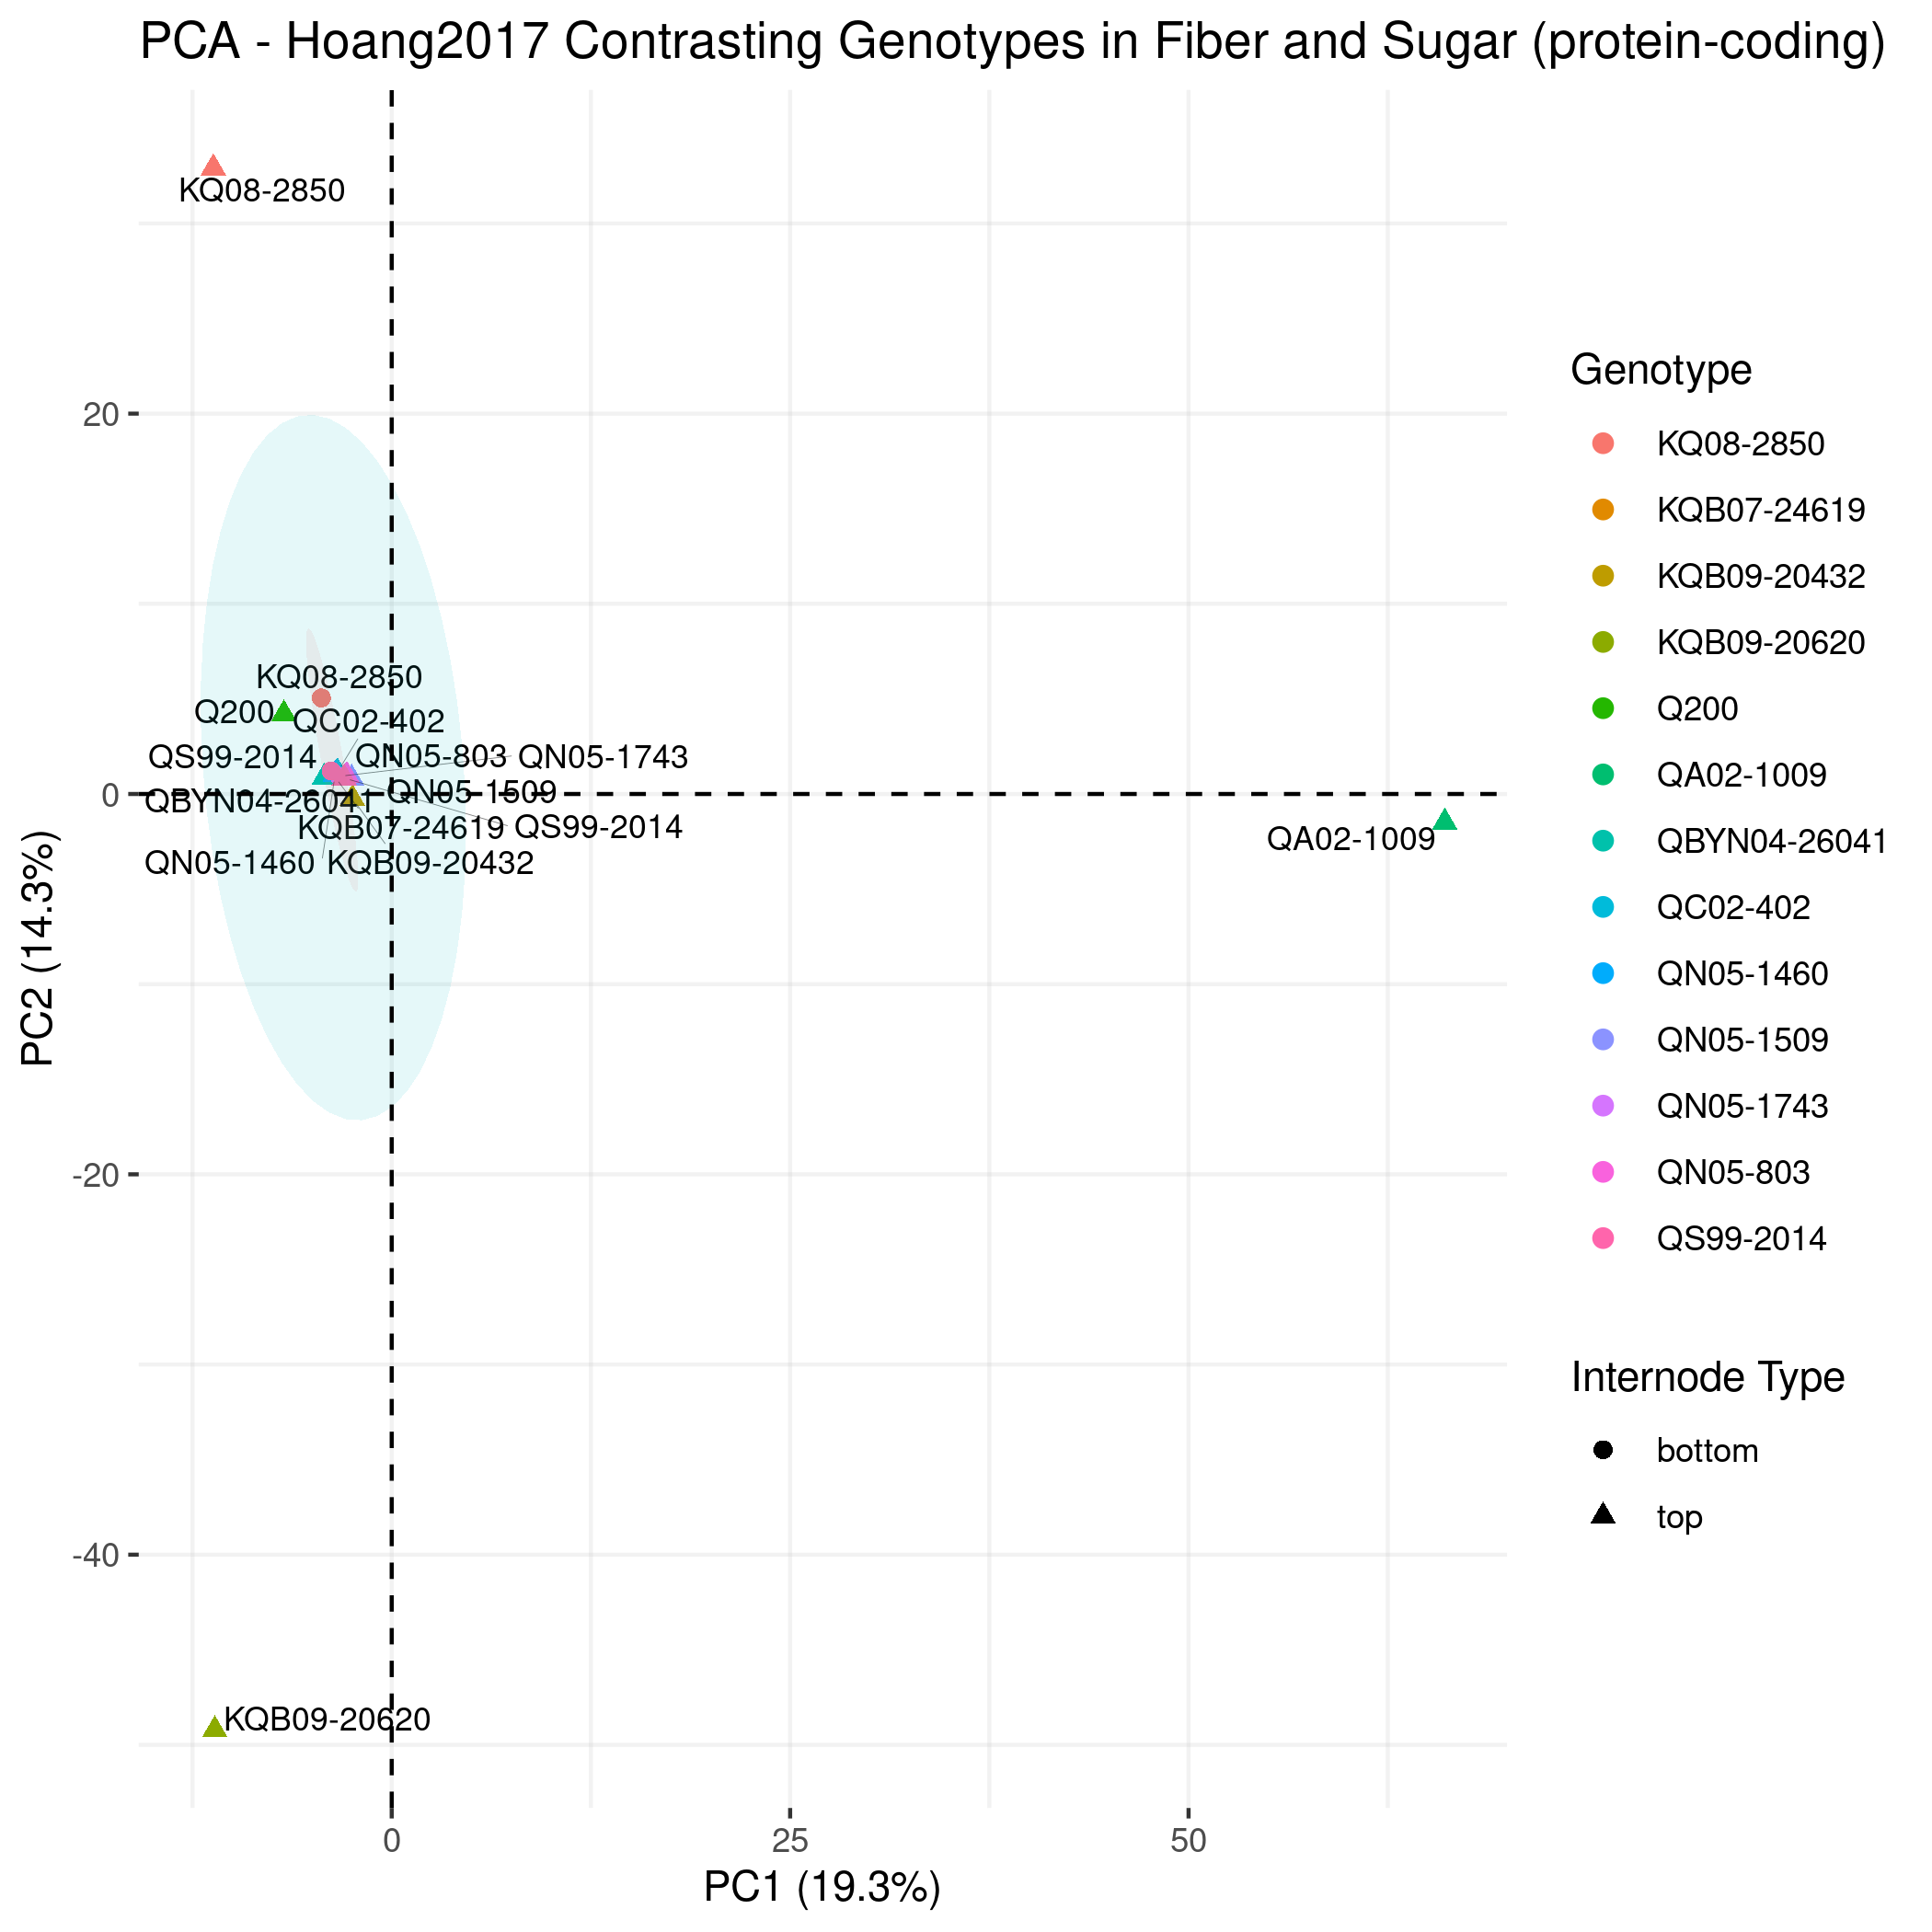 PCA - Hoang2017 Contrasting Genotypes in Fiber and Sugar (protein-coding)
KQ08-2850
20
KQ08-2850
Q200
QC02-402
QS99-2014
QN05-803
QN05-1743
0
QBYN04-26041
QN05-1509
KQB07-24619
QS99-2014
QA02-1009
QN05-1460
KQB09-20432
PC2 (14.3%)
-20
-40
KQB09-20620
0
25
50
PC1 (19.3%)
Genotype
KQ08-2850
KQB07-24619
KQB09-20432
KQB09-20620
Q200
QA02-1009
QBYN04-26041
QC02-402
QN05-1460
QN05-1509
QN05-1743
QN05-803
QS99-2014
Internode Type
bottom
top